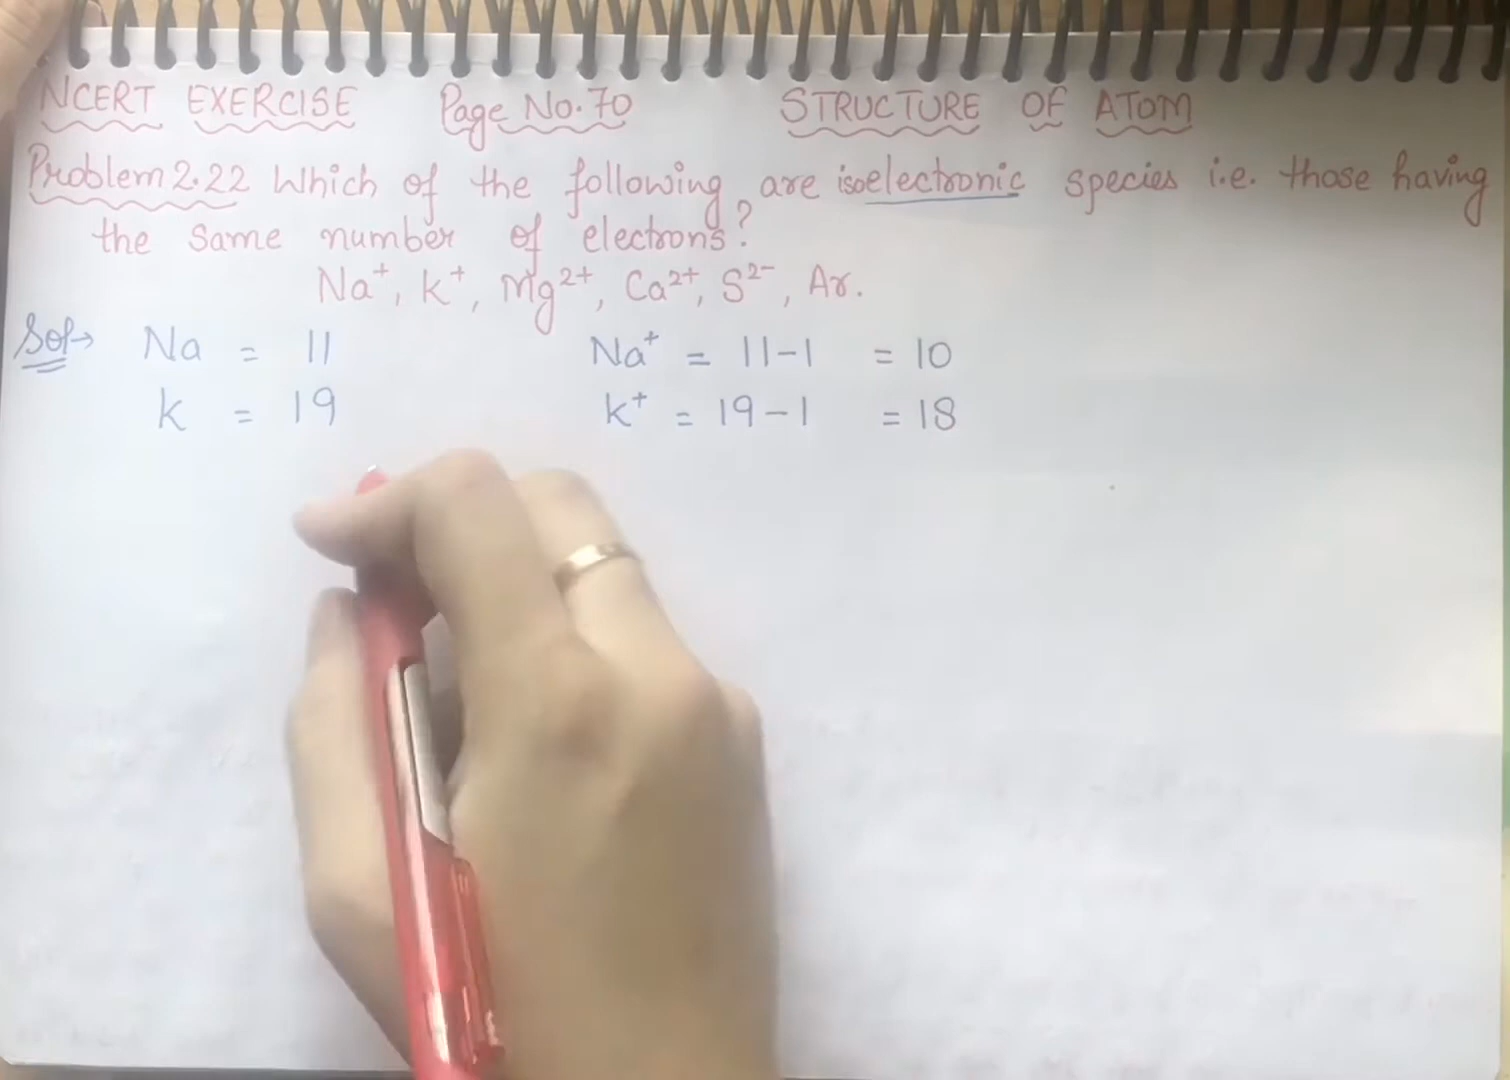 NCERT EXERCISE Page No.70 STRUCTURE OF ATOM
Problem 2.22 Which of the following are isoelectronic species i.e. those having
the same number of electrons?
Na⁺, K⁺, Mg²⁺, Ca²⁺, S²⁻, Ar.
Sol→ Na = 11 Na⁺ = 11-1 = 10
K = 19 K⁺ = 19-1 = 18